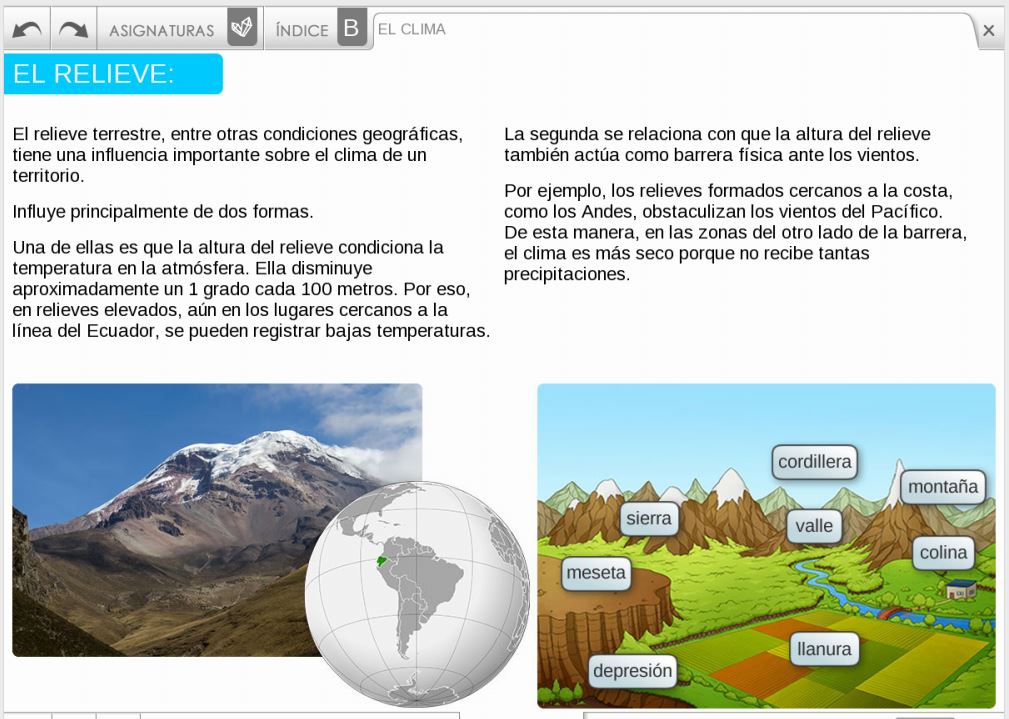 ASIGNATURAS
ÍNDICE B
EL CLIMA
EL RELIEVE:
El relieve terrestre, entre otras condiciones geográficas,
tiene una influencia importante sobre el clima de un
territorio.
Influye principalmente de dos formas.
Una de ellas es que la altura del relieve condiciona la
temperatura en la atmósfera. Ella disminuye
aproximadamente un 1 grado cada 100 metros. Por eso,
en relieves elevados, aún en los lugares cercanos a la
línea del Ecuador, se pueden registrar bajas temperaturas.
La segunda se relaciona con que la altura del relieve
también actúa como barrera física ante los vientos.
Por ejemplo, los relieves formados cercanos a la costa,
como los Andes, obstaculizan los vientos del Pacífico.
De esta manera, en las zonas del otro lado de la barrera,
el clima es más seco porque no recibe tantas
precipitaciones.
cordillera
montaña
sierra
valle
colina
meseta
llanura
depresión